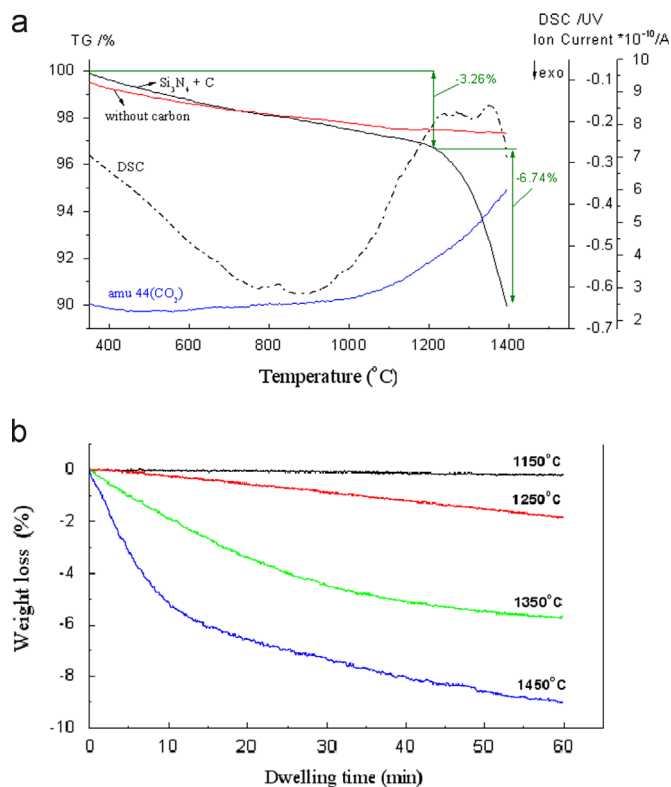 a
TG /%
DSC /UV
Ion Current *10⁻¹⁰/A
exo
100
98
96
94
92
90
Si₃N₄ + C
without carbon
DSC
amu 44(CO₂)
-3.26%
-6.74%
-0.1
-0.2
-0.3
-0.4
-0.6
-0.6
-0.7
10
9
8
7
6
5
4
3
2
400 600 800 1000 1200 1400
Temperature (°C)
b
Weight loss (%)
0
-2
-4
-6
-8
-10
1150°C
1250°C
1350°C
1450°C
0 10 20 30 40 50 60
Dwelling time (min)